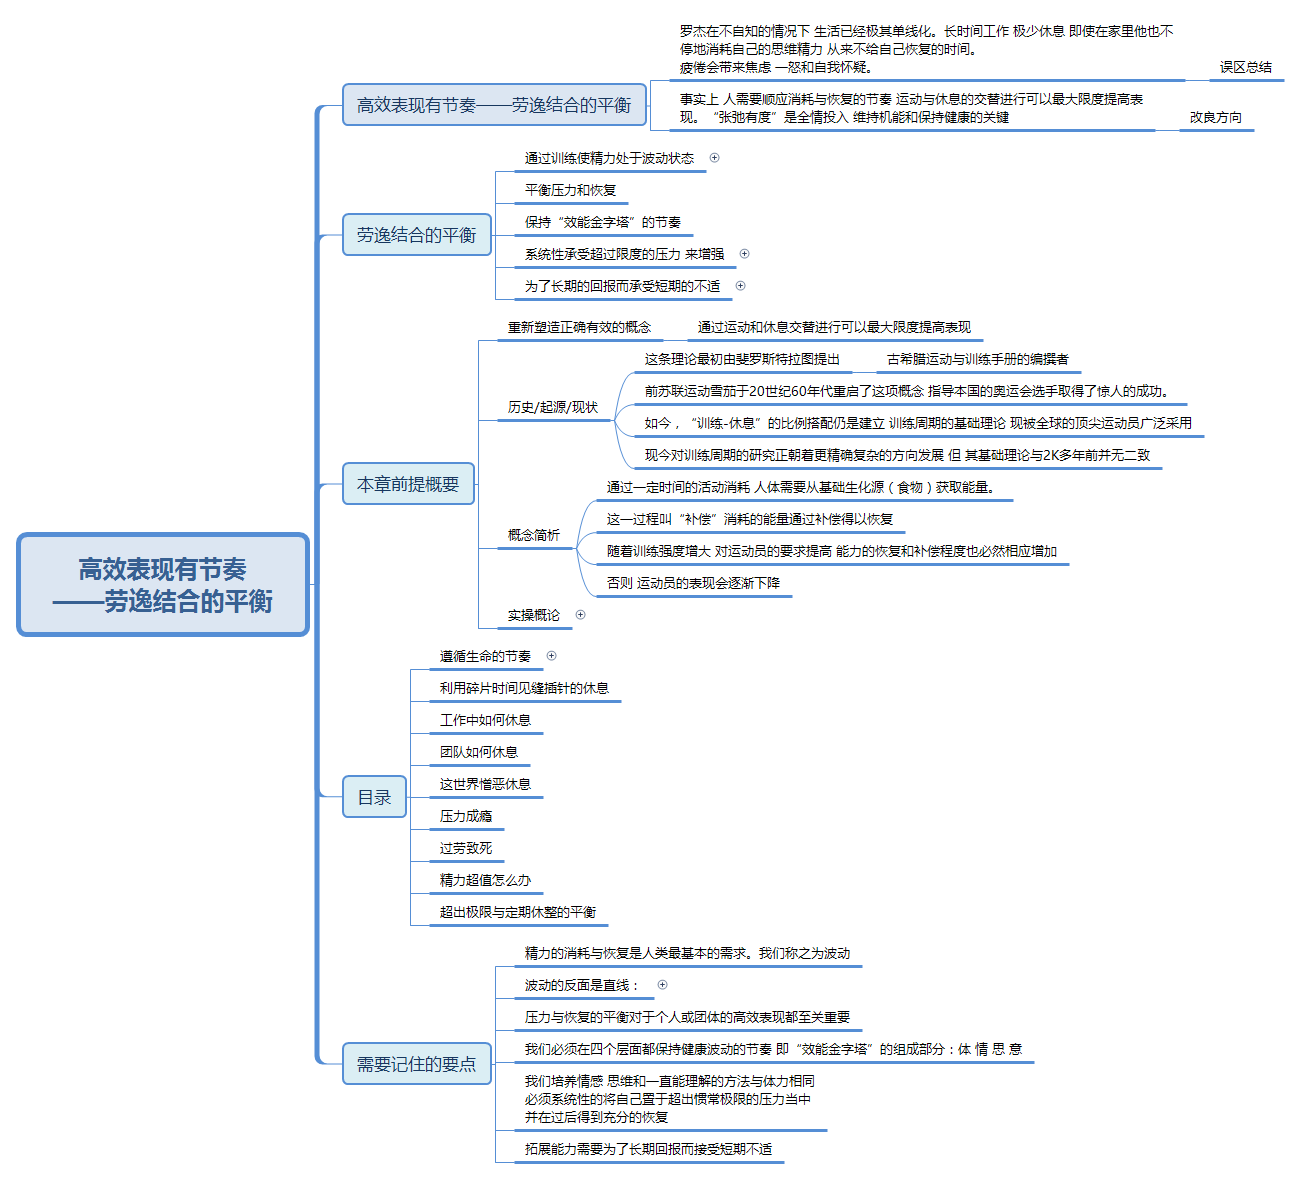 高效表现有节奏
——劳逸结合的平衡
高效表现有节奏——劳逸结合的平衡
罗杰在不自知的情况下 生活已经极其单线化。长时间工作 极少休息 即使在家里他也不
停地消耗自己的思维精力 从来不给自己恢复的时间。
疲倦会带来焦虑 一怒和自我怀疑。
误区总结
事实上 人需要顺应消耗与恢复的节奏 运动与休息的交替进行可以最大限度提高表
现。“张弛有度”是全情投入 维持机能和保持健康的关键
改良方向
劳逸结合的平衡
通过训练使精力处于波动状态
平衡压力和恢复
保持“效能金字塔”的节奏
系统性承受超过限度的压力 来增强
为了长期的回报而承受短期的不适
本章前提概要
重新塑造正确有效的概念
通过运动和休息交替进行可以最大限度提高表现
历史/起源/现状
这条理论最初由斐罗斯特拉图提出
古希腊运动与训练手册的编撰者
前苏联运动雪茄于20世纪60年代重启了这项概念 指导本国的奥运会选手取得了惊人的成功。
如今，“训练-休息”的比例搭配仍是建立 训练周期的基础理论 现被全球的顶尖运动员广泛采用
现今对训练周期的研究正朝着更精确复杂的方向发展 但 其基础理论与2K多年前并无二致
概念简析
通过一定时间的活动消耗 人体需要从基础生化源（食物）获取能量。
这一过程叫“补偿”消耗的能量通过补偿得以恢复
随着训练强度增大 对运动员的要求提高 能力的恢复和补偿程度也必然相应增加
否则 运动员的表现会逐渐下降
实操概论
目录
遵循生命的节奏
利用碎片时间见缝插针的休息
工作中如何休息
团队如何休息
这世界憎恶休息
压力成瘾
过劳致死
精力超值怎么办
超出极限与定期休整的平衡
需要记住的要点
精力的消耗与恢复是人类最基本的需求。我们称之为波动
波动的反面是直线：
压力与恢复的平衡对于个人或团体的高效表现都至关重要
我们必须在四个层面都保持健康波动的节奏 即“效能金字塔”的组成部分：体 情 思 意
我们培养情感 思维和一直能理解的方法与体力相同
必须系统性的将自己置于超出惯常极限的压力当中
并在过后得到充分的恢复
拓展能力需要为了长期回报而接受短期不适